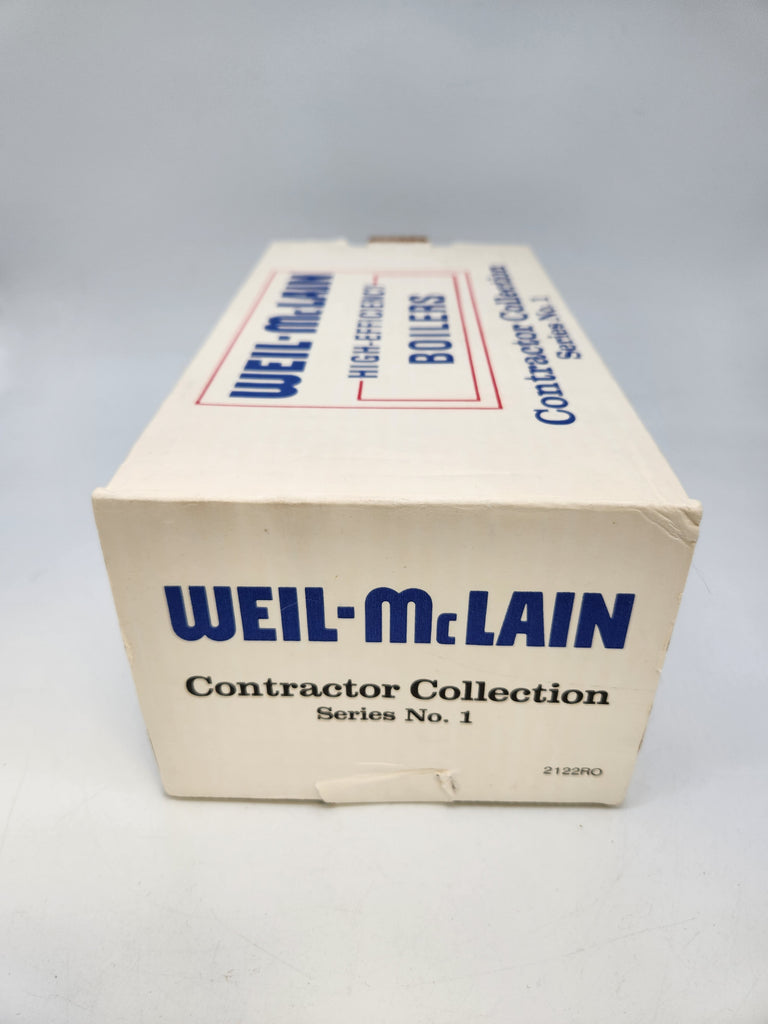 WEIL-McLAIN
HIGH-EFFICIENCY
BOILERS
Contractor Collection
Series No. 1
WEIL-McLAIN
Contractor Collection
Series No. 1
2122RO